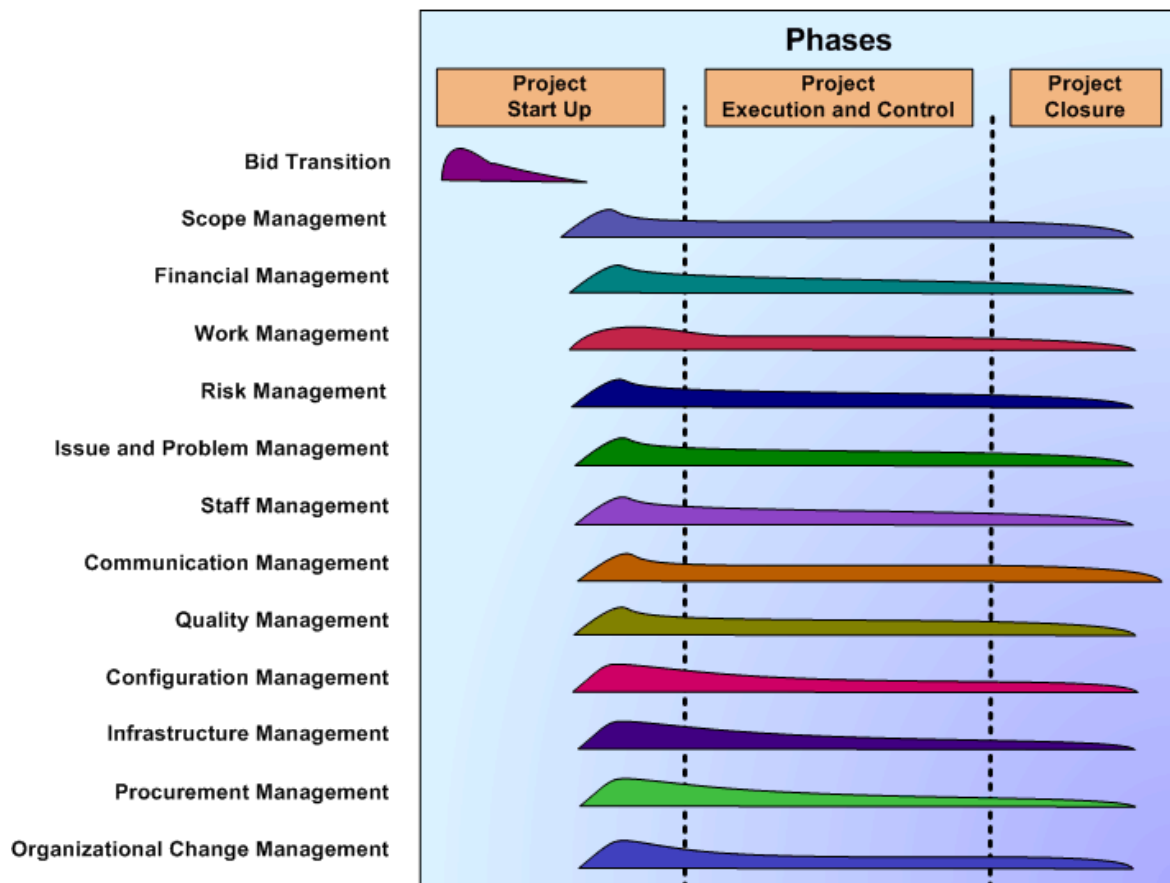 Phases
Project
Start Up
Project
Execution and Control
Project
Closure
Bid Transition
Scope Management
Financial Management
Work Management
Risk Management
Issue and Problem Management
Staff Management
Communication Management
Quality Management
Configuration Management
Infrastructure Management
Procurement Management
Organizational Change Management